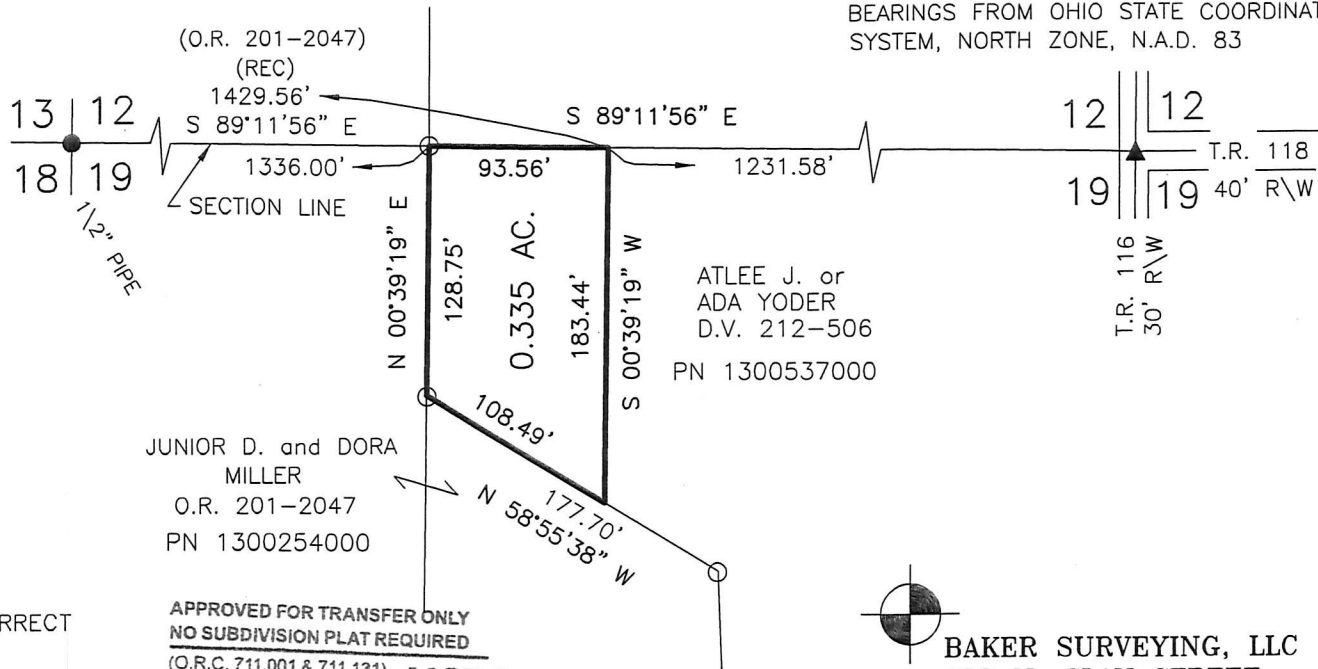 BEARINGS FROM OHIO STATE COORDINAT
SYSTEM, NORTH ZONE, N.A.D. 83
(O.R. 201-2047)
(REC)
1429.56'
13 12
18 19
S 89°11'56" E
1336.00'
SECTION LINE
1\2" PIPE
S 89°11'56" E
93.56'
1231.58'
12 12
19 19
T.R. 118
40' R\W
T.R. 116
30' R\W
N 00°39'19" E
128.75'
0.335 AC.
183.44'
S 00°39'19" W
ATLEE J. or
ADA YODER
D.V. 212-506
PN 1300537000
108.49'
177.70'
N 58°55'38" W
JUNIOR D. and DORA
MILLER
O.R. 201-2047
PN 1300254000
RRECT
APPROVED FOR TRANSFER ONLY
NO SUBDIVISION PLAT REQUIRED
(O.R.C. 711.001 & 711.131)
BAKER SURVEYING, LLC